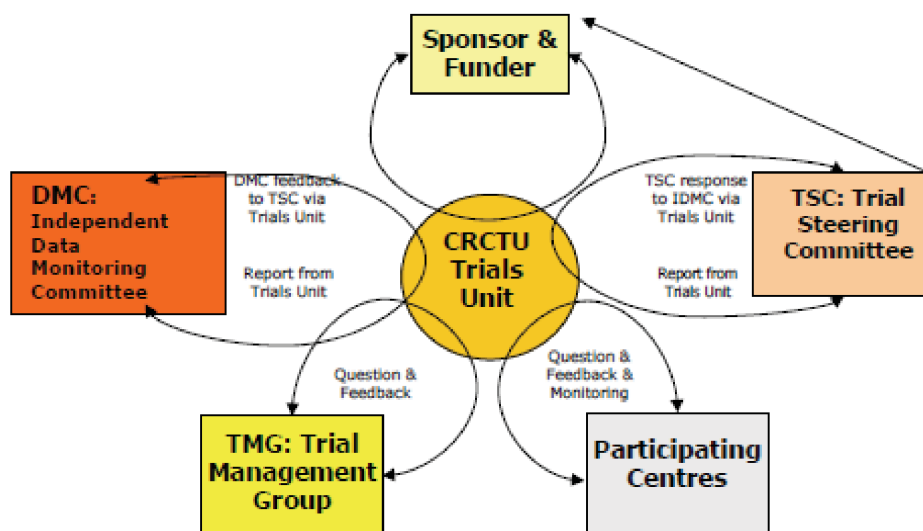 Sponsor &
Funder
DMC:
Independent
Data
Monitoring
Committee
DMC feedback
to TSC via
Trials Unit
Report from
Trials Unit
CRCTU
Trials
Unit
TSC response
to IDMC via
Trials Unit
Report from
Trials Unit
TSC: Trial
Steering
Committee
Question &
Feedback
Question &
Feedback &
Monitoring
TMG: Trial
Management
Group
Participating
Centres